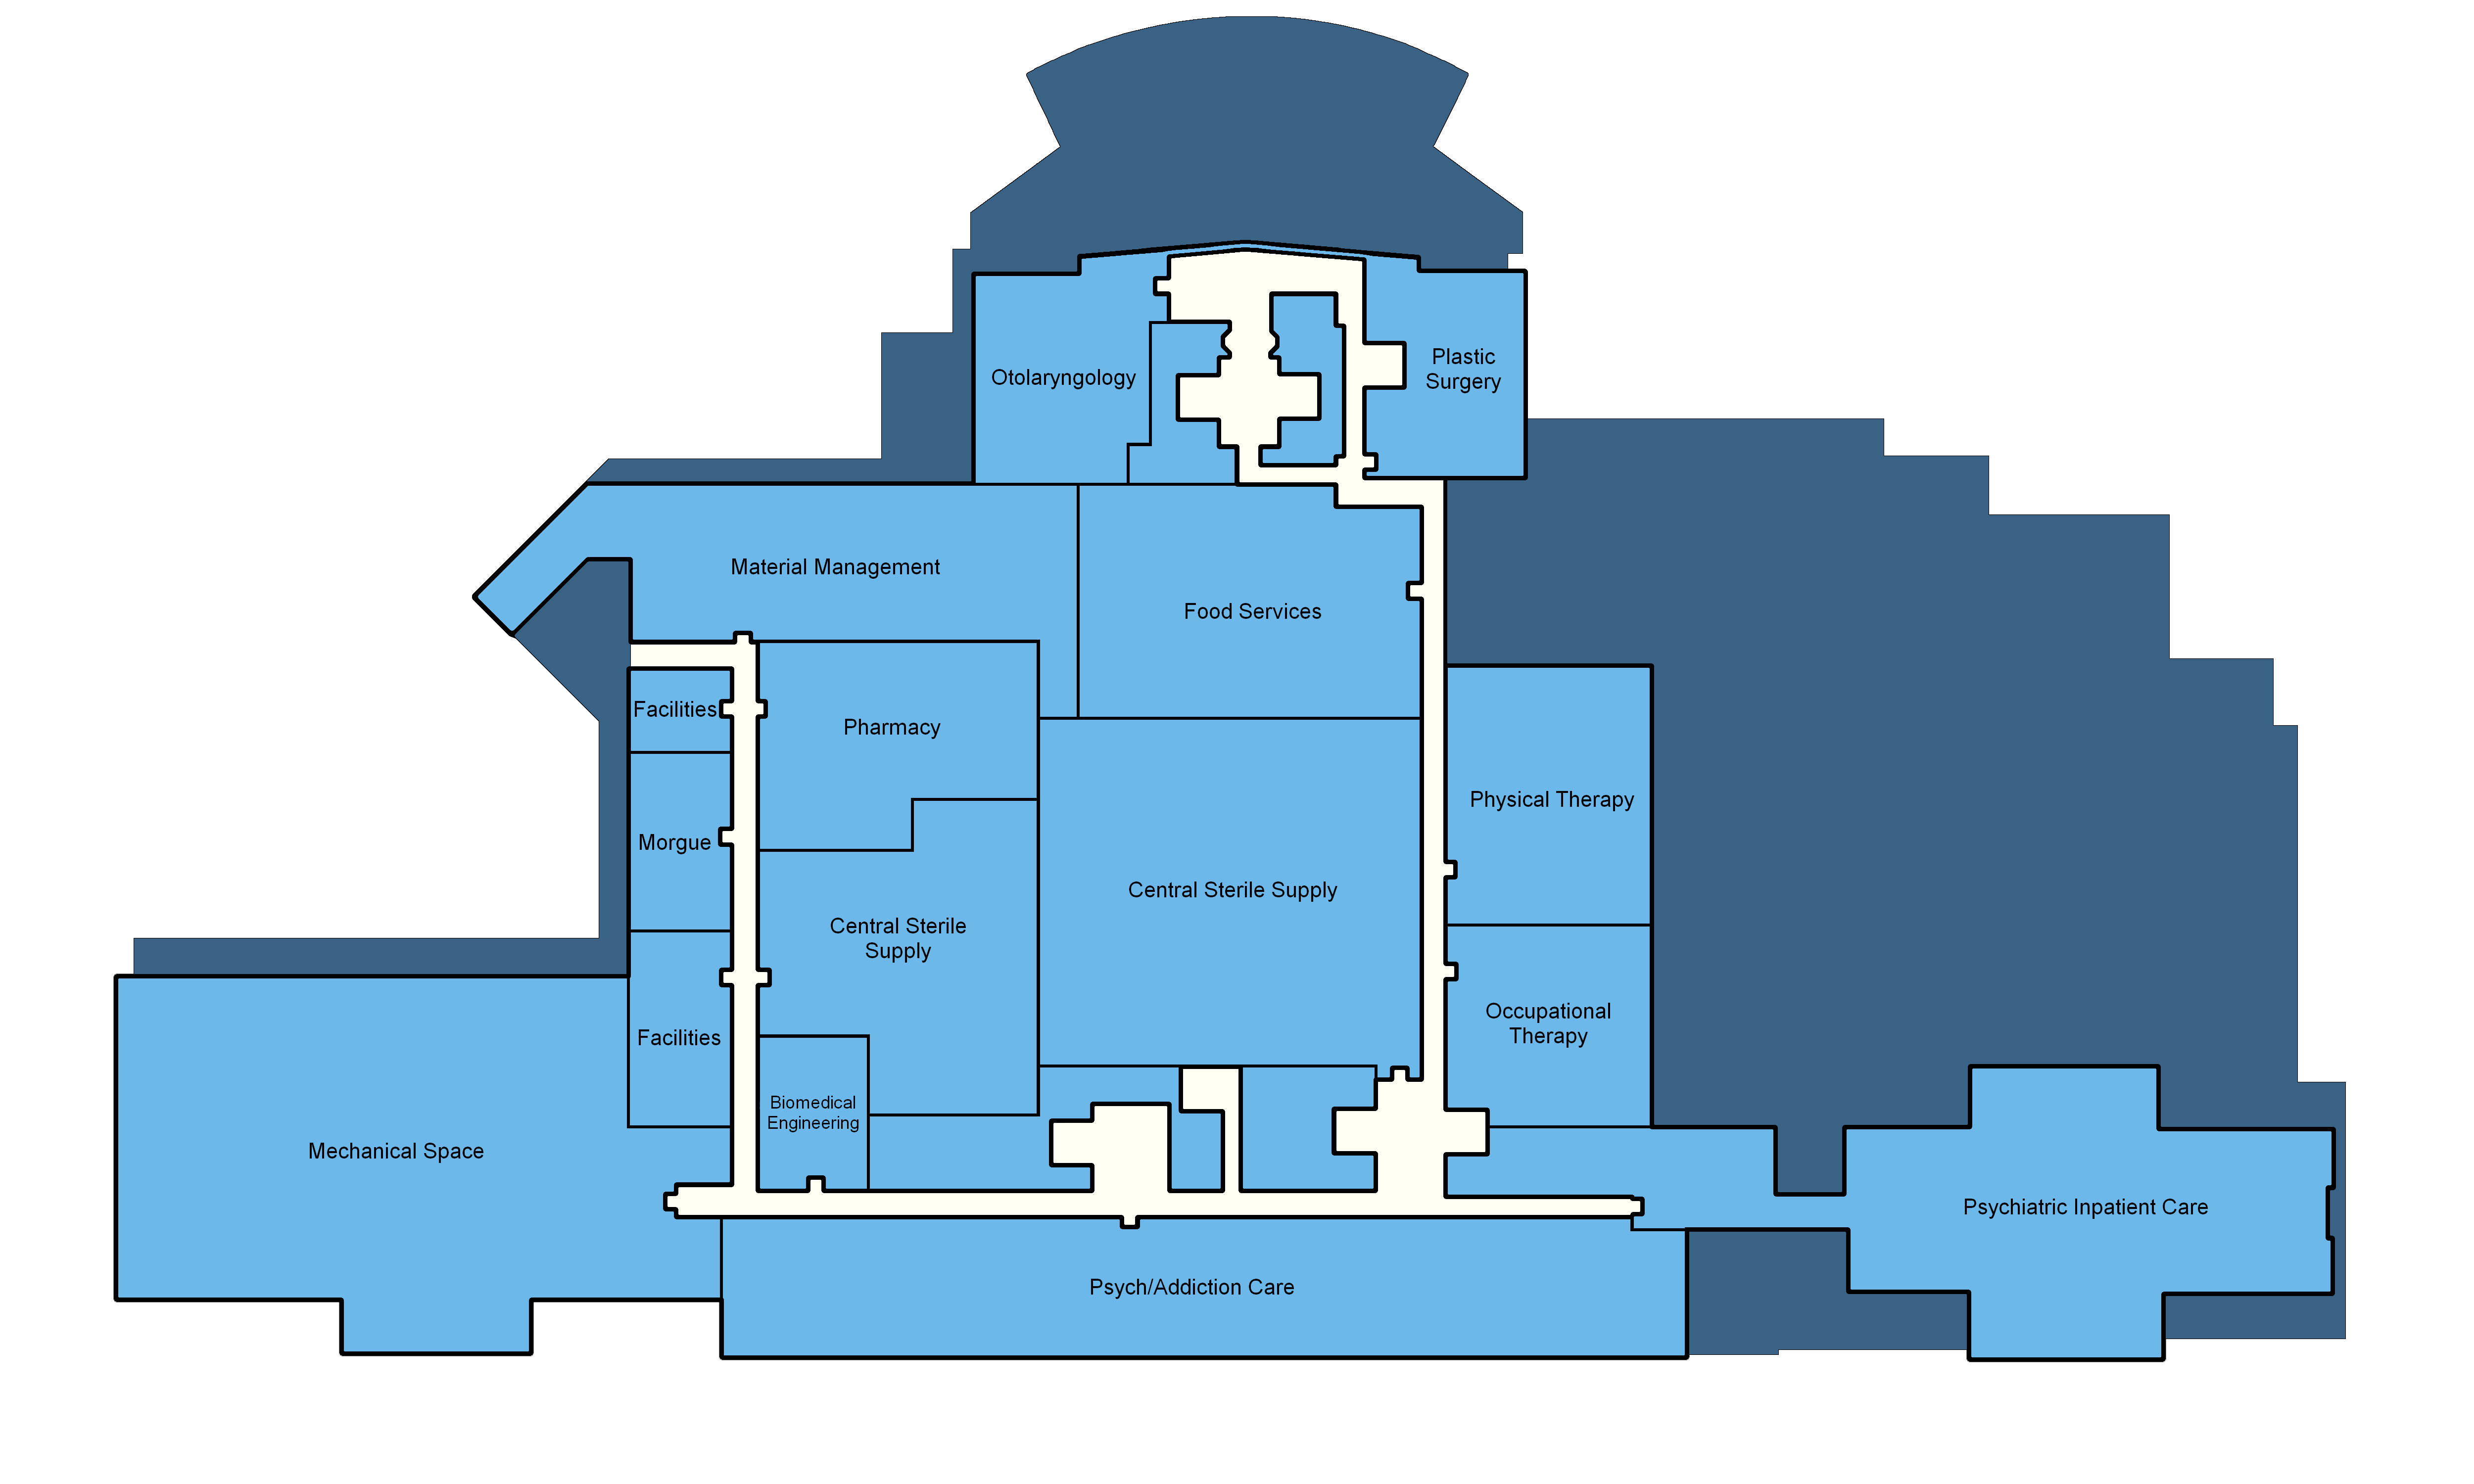 Plastic
Surgery
Otolaryngology
Material Management
Food Services
Facilities
Pharmacy
Physical Therapy
Morgue
Central Sterile Supply
Central Sterile
Supply
Occupational
Therapy
Facilities
Biomedical
Engineering
Mechanical Space
Psychiatric Inpatient Care
Psych/Addiction Care